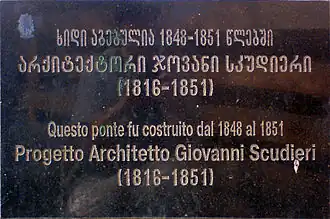 ხიდი აგებულია 1848-1851 წლებში
არქიტექტორი ჯოვანი სკუდიერი
(1816-1851)
Questo ponte fu costruito dal 1848 al 1851
Progetto Architetto Giovanni Scudieri
(1816-1851)